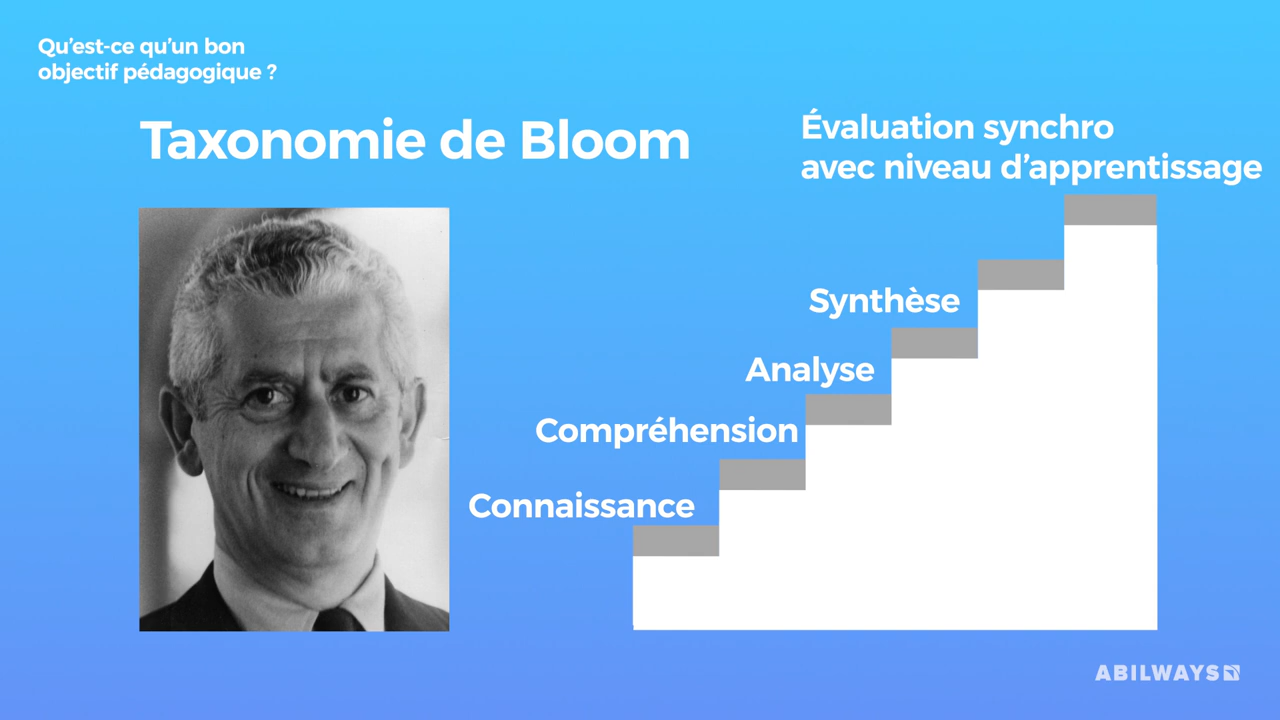 Qu’est-ce qu’un bon
objectif pédagogique ?
Taxonomie de Bloom
Évaluation synchro
avec niveau d’apprentissage
Synthèse
Analyse
Compréhension
Connaissance
ABILWAYS